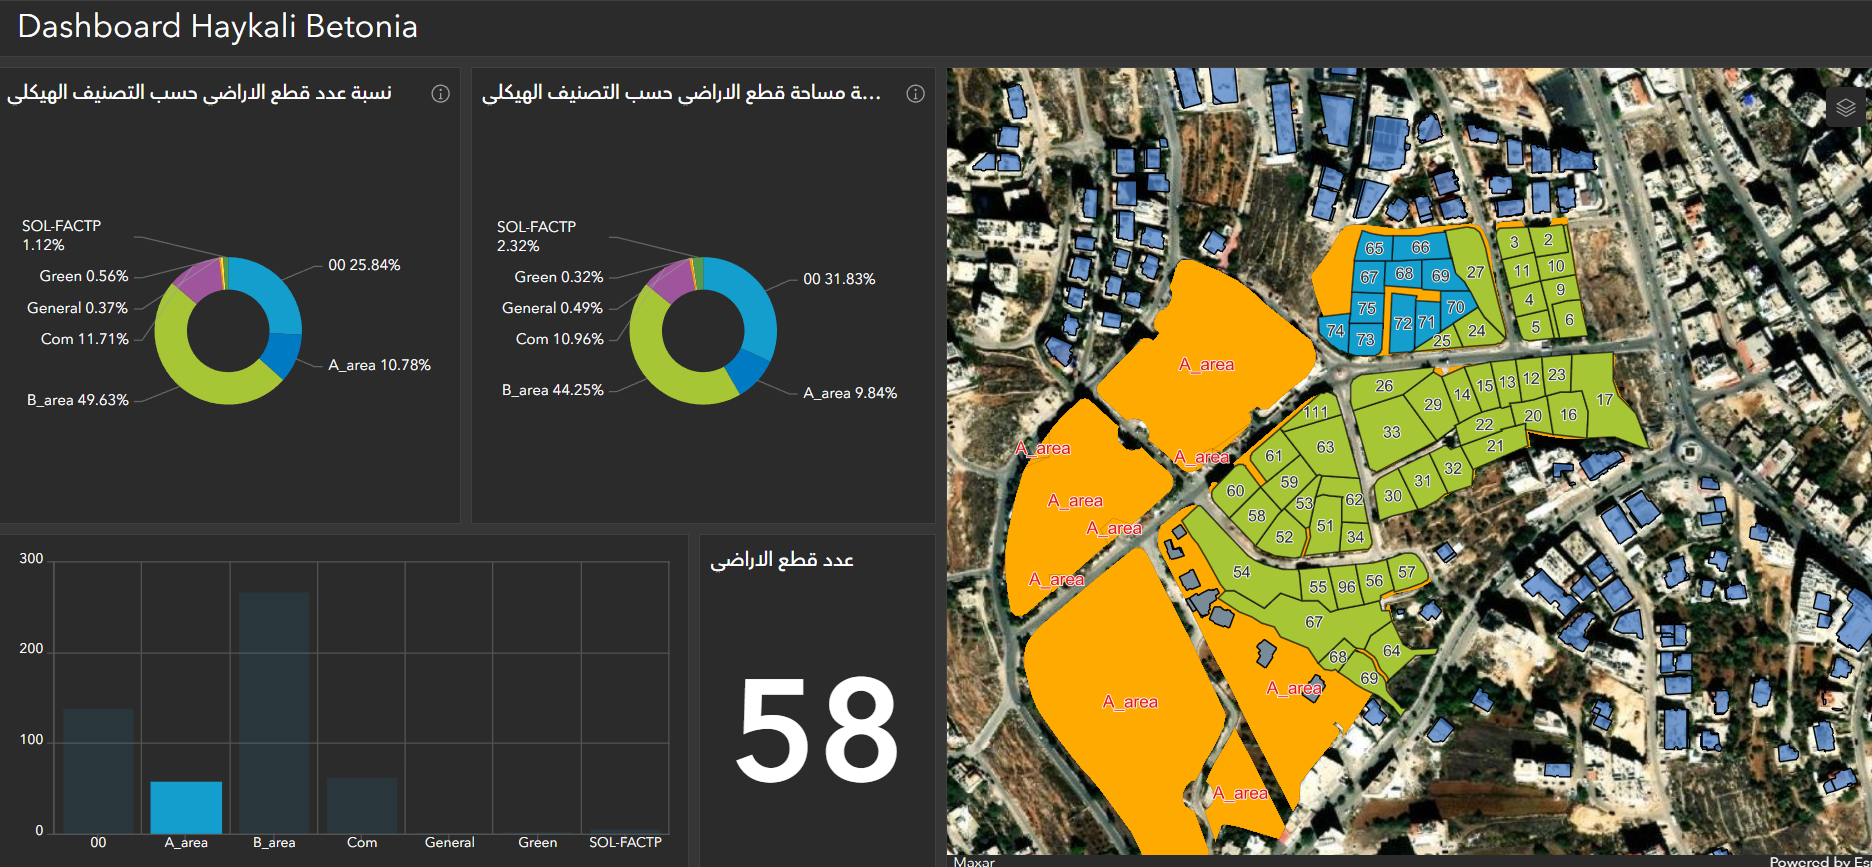 Dashboard Haykali Betonia
نسبة عدد قطع الاراضي حسب التصنيف الهيكلي
SOL-FACTP
1.12%
Green 0.56%
General 0.37%
Com 11.71%
B_area 49.63%
00 25.84%
A_area 10.78%
ة مساحة قطع الاراضي حسب التصنيف الهيكلي...
SOL-FACTP
2.32%
Green 0.32%
General 0.49%
Com 10.96%
B_area 44.25%
00 31.83%
A_area 9.84%
300
200
100
0
00
A_area
B_area
Com
General
Green
SOL-FACTP
عدد قطع الاراضي
58
65
66
67
68
69
27
75
70
74
73
72
71
25
24
3
2
11
10
4
9
5
6
A_area
26
29
14
15
13
12
23
17
33
22
20
16
21
30
31
32
111
63
61
59
60
53
62
58
52
51
34
A_area
A_area
A_area
A_area
A_area
54
55
96
56
57
67
68
64
69
A_area
A_area
A_area
Maxar
Powered by Es